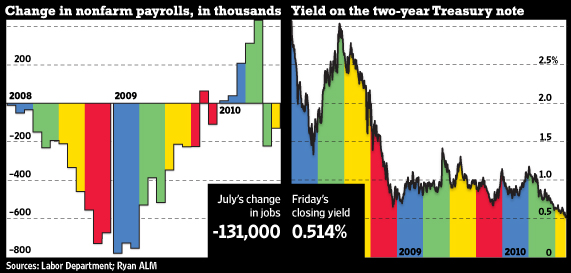 Change in nonfarm payrolls, in thousands
200
2008
2009
2010
-200
-400
-600
-800
July's change
in jobs
-131,000
Yield on the two-year Treasury note
2.5%
2.0
1.5
1.0
0.5
0
2009
2010
Friday's
closing yield
0.514%
Sources: Labor Department; Ryan ALM